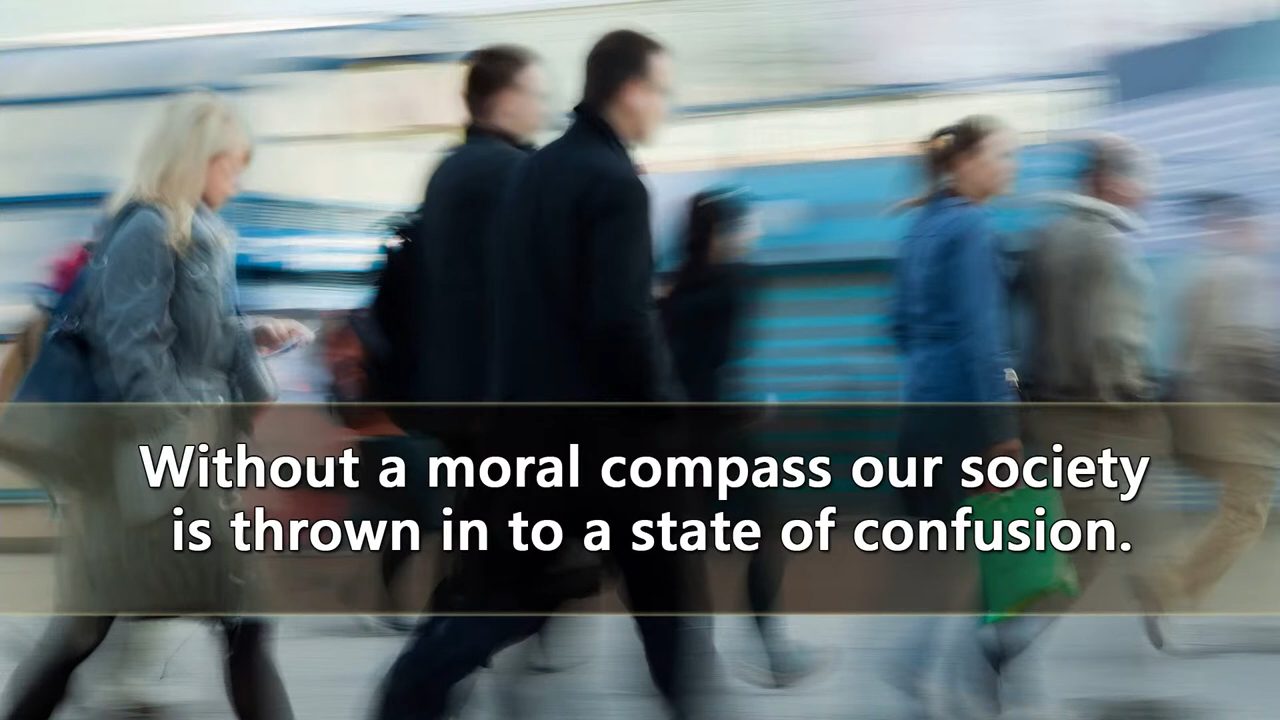 Without a moral compass our society
is thrown in to a state of confusion.